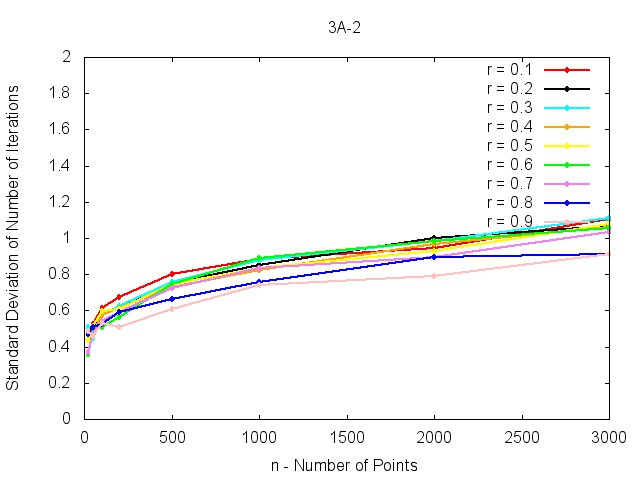 3A-2
Standard Deviation of Number of Iterations
2
1.8
1.6
1.4
1.2
1
0.8
0.6
0.4
0.2
0
r = 0.1
r = 0.2
r = 0.3
r = 0.4
r = 0.5
r = 0.6
r = 0.7
r = 0.8
r = 0.9
0 500 1000 1500 2000 2500 3000
n - Number of Points